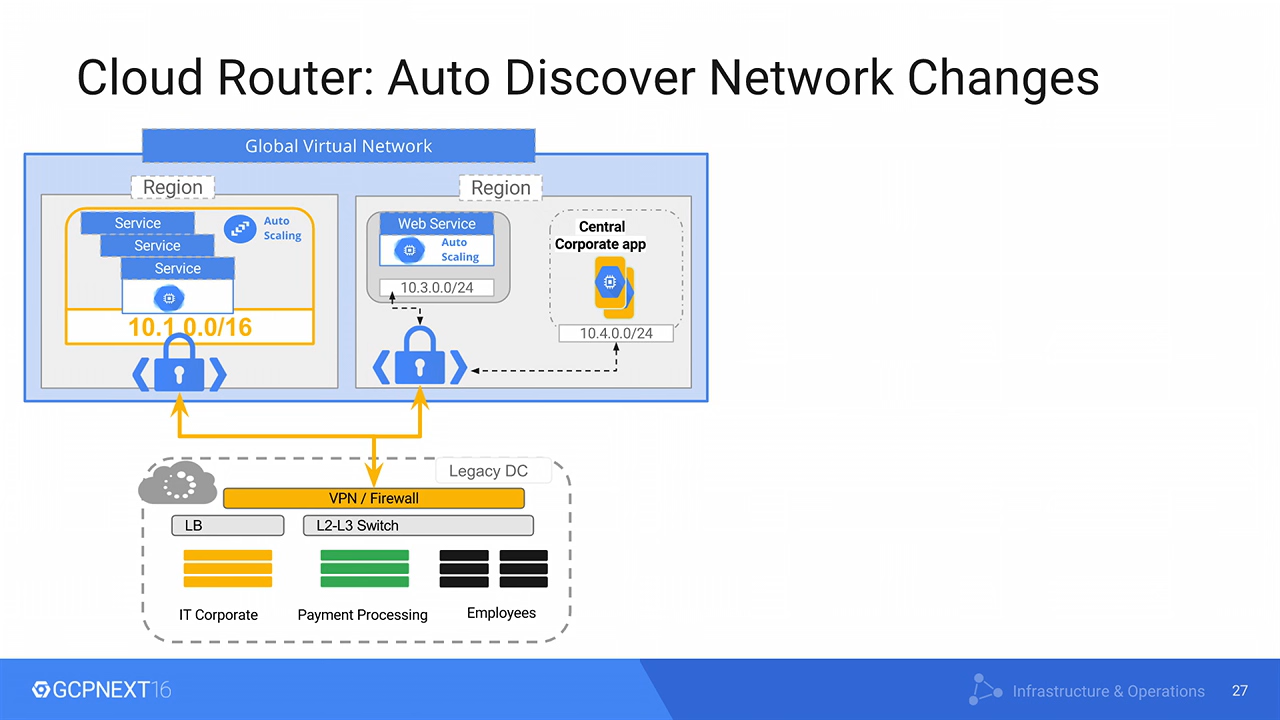 Cloud Router: Auto Discover Network Changes
Global Virtual Network
Region
Service
Service
Service
Auto
Scaling
10.1.0.0/16
Region
Web Service
Auto
Scaling
10.3.0.0/24
Central
Corporate app
10.4.0.0/24
Legacy DC
VPN / Firewall
LB
L2-L3 Switch
IT Corporate
Payment Processing
Employees
GCPNEXT16
Infrastructure & Operations
27